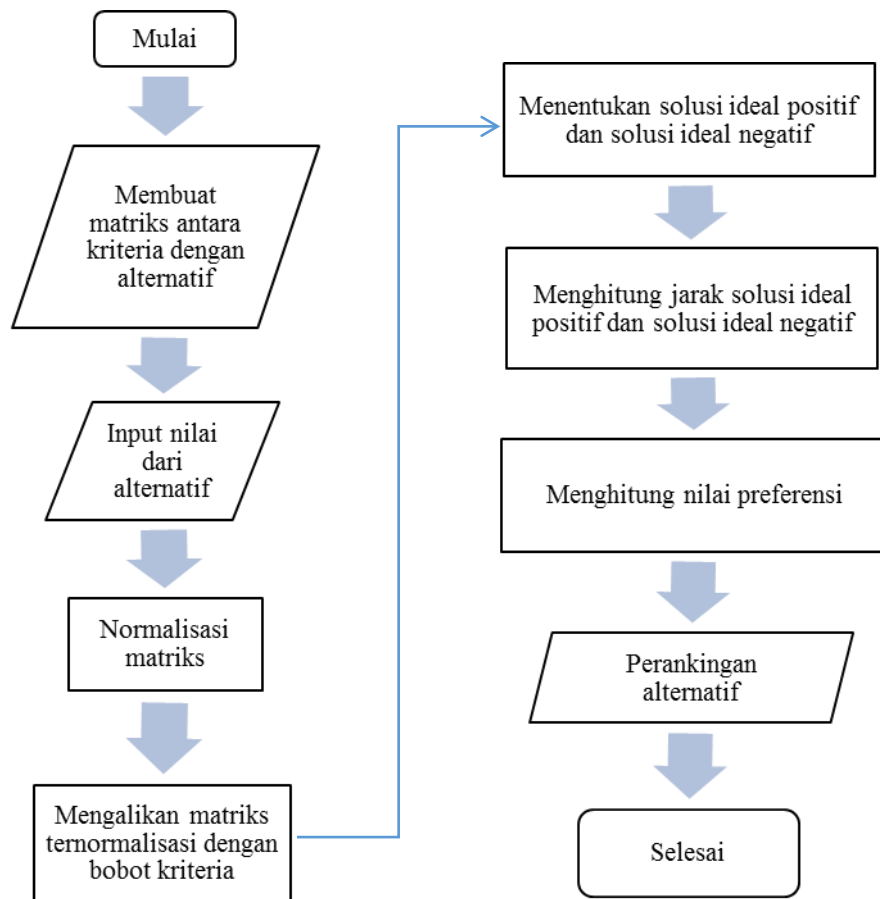 Mulai
Membuat
matriks antara
kriteria dengan
alternatif
Input nilai
dari
alternatif
Normalisasi
matriks
Mengalikan matriks
ternormalisasi dengan
bobot kriteria
Menentukan solusi ideal positif
dan solusi ideal negatif
Menghitung jarak solusi ideal
positif dan solusi ideal negatif
Menghitung nilai preferensi
Perankingan
alternatif
Selesai